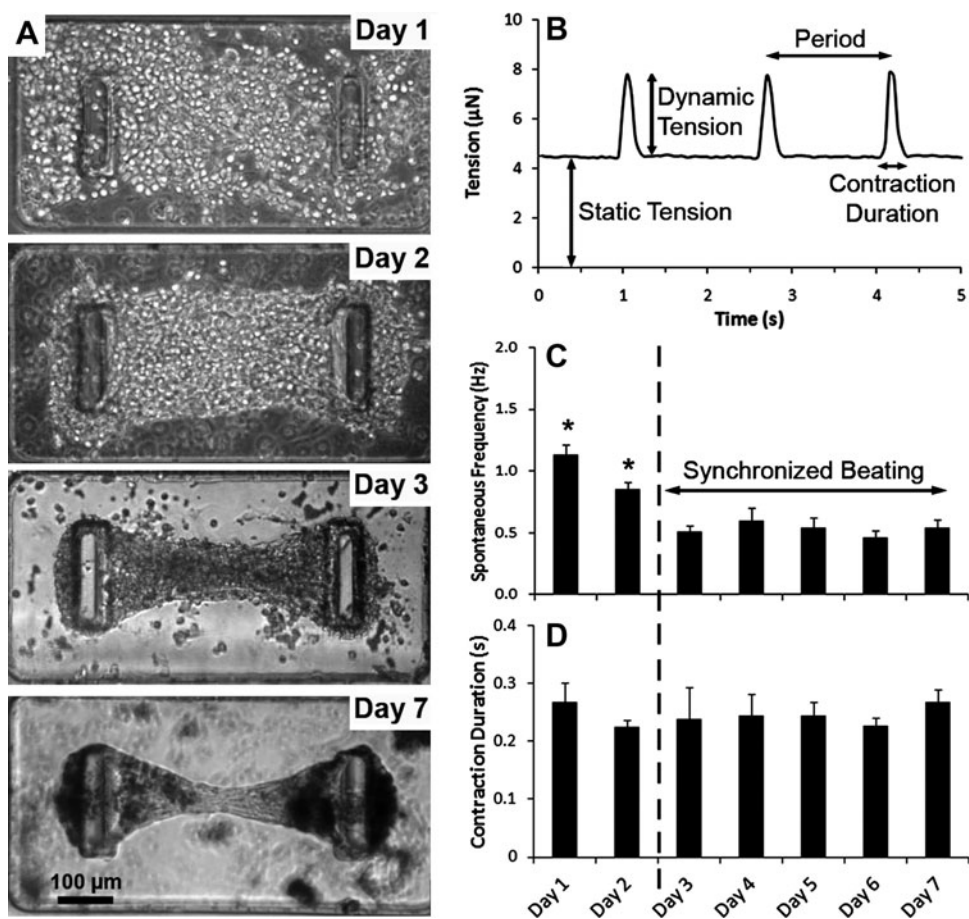 A
Day 1
Day 2
Day 3
Day 7
100 µm
B
Tension (µN)
10
8
6
4
2
0
Period
Dynamic
Tension
Static Tension
Contraction
Duration
0
1
2
3
4
5
Time (s)
C
Spontaneous Frequency (Hz)
2.0
1.5
1.0
0.5
0.0
*
*
Synchronized Beating
D
Contraction Duration (s)
0.4
0.3
0.2
0.1
0
Day 1
Day 2
Day 3
Day 4
Day 5
Day 6
Day 7